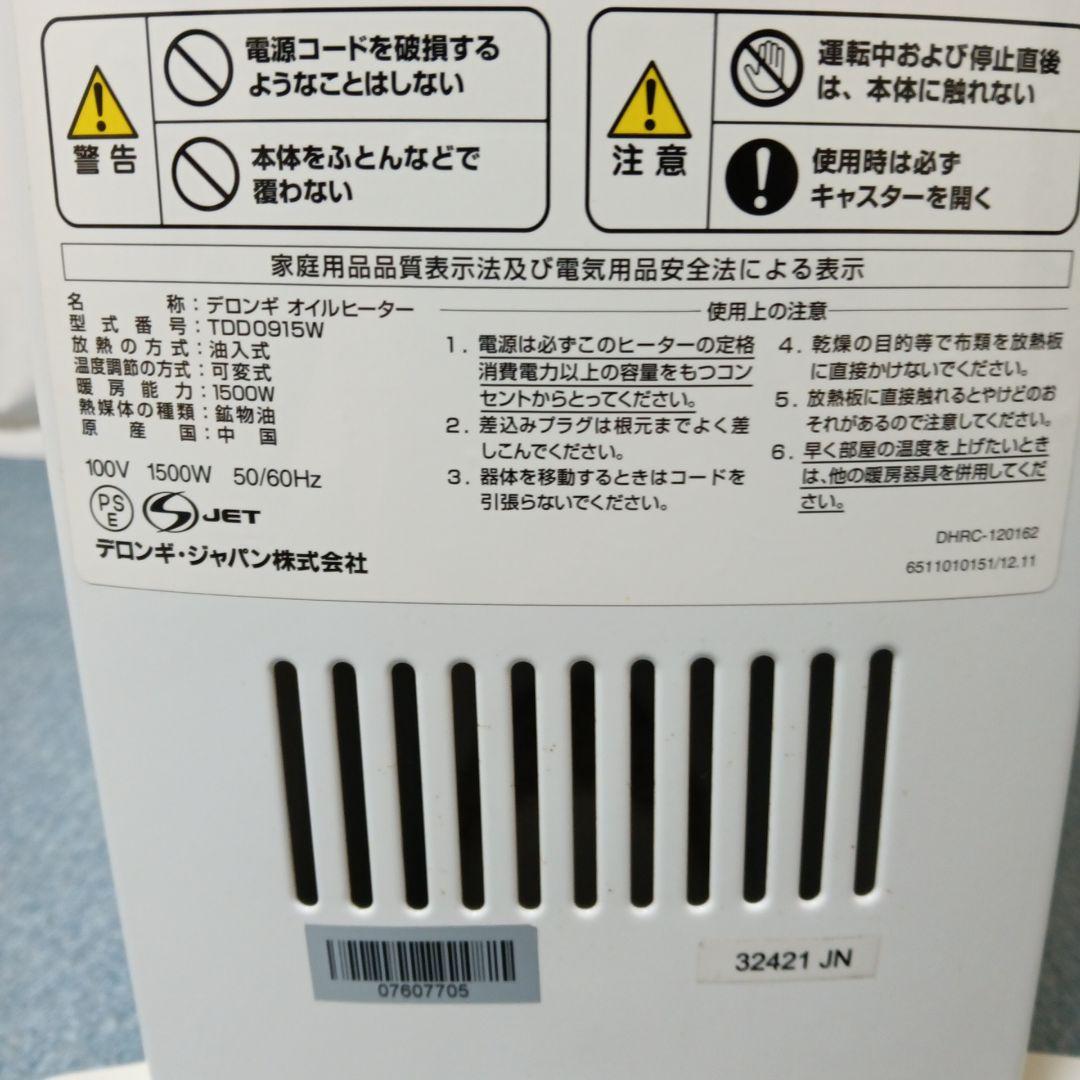 警告
電源コードを破損する
ようなことはしない
本体をふとんなどで
覆わない
注意
運転中および停止直後
は、本体に触れない
使用時は必ず
キャスターを開く
家庭用品品質表示法及び電気用品安全法による表示
名称：デロンギ オイルヒーター
型式番号：TDD0915W
放熱の方式：油入式
温度調節の方式：可変式
暖房能力：1500W
熱媒体の種類：鉱物油
原産国：中国
100V 1500W 50/60Hz
PS
E
JET
デロンギ・ジャパン株式会社
使用上の注意
1. 電源は必ずこのヒーターの定格
消費電力以上の容量をもつコン
セントからとってください。
2. 差込みプラグは根元までよく差
しこんでください。
3. 器体を移動するときはコードを
引張らないでください。
4. 乾燥の目的等で布類を放熱板
に直接かけないでください。
5. 放熱板に直接触れるとやけどのお
それがあるので注意してください。
6. 早く部屋の温度を上げたいとき
は、他の暖房器具を併用してくだ
さい。
DHRC-120162
6511010151/12.11
07607705
32421 JN